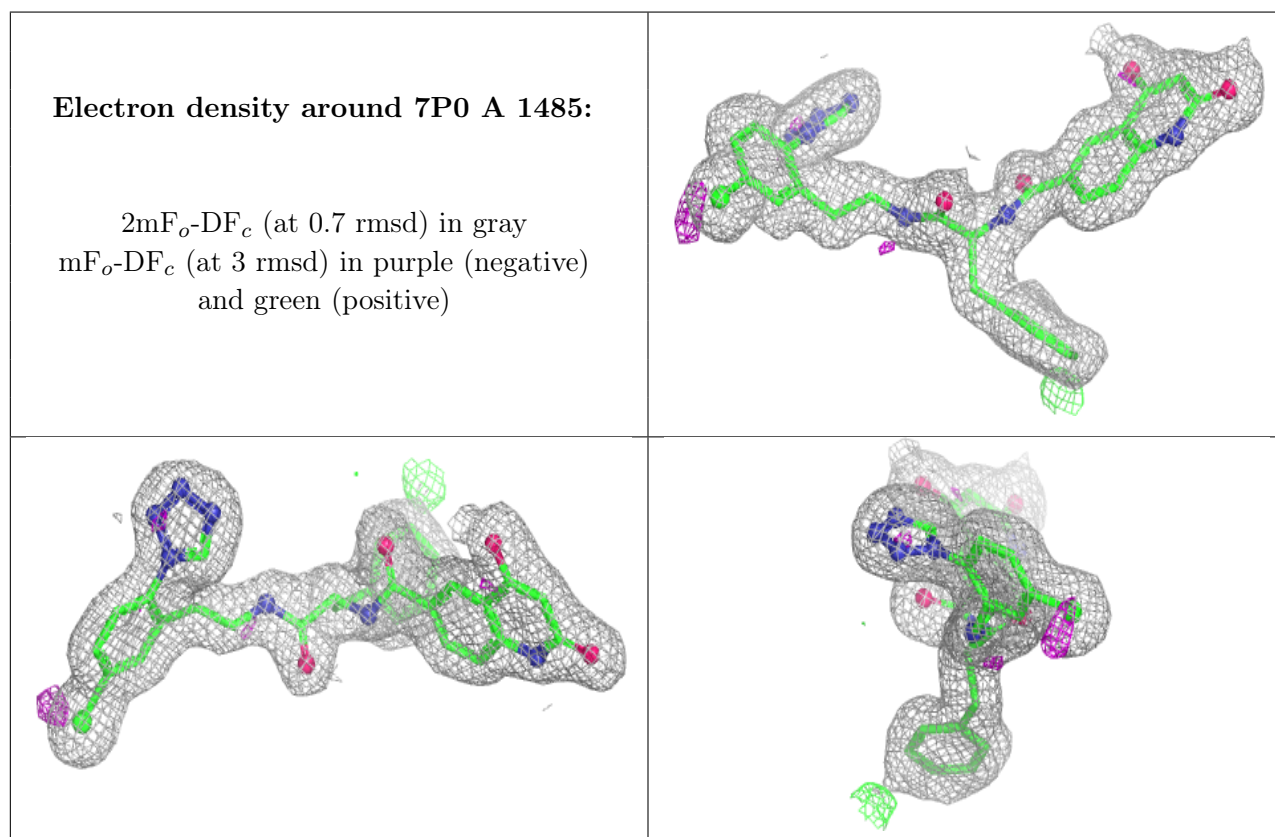 Electron density around 7P0 A 1485:
2mFo-DFc (at 0.7 rmsd) in gray
mFo-DFc (at 3 rmsd) in purple (negative)
and green (positive)